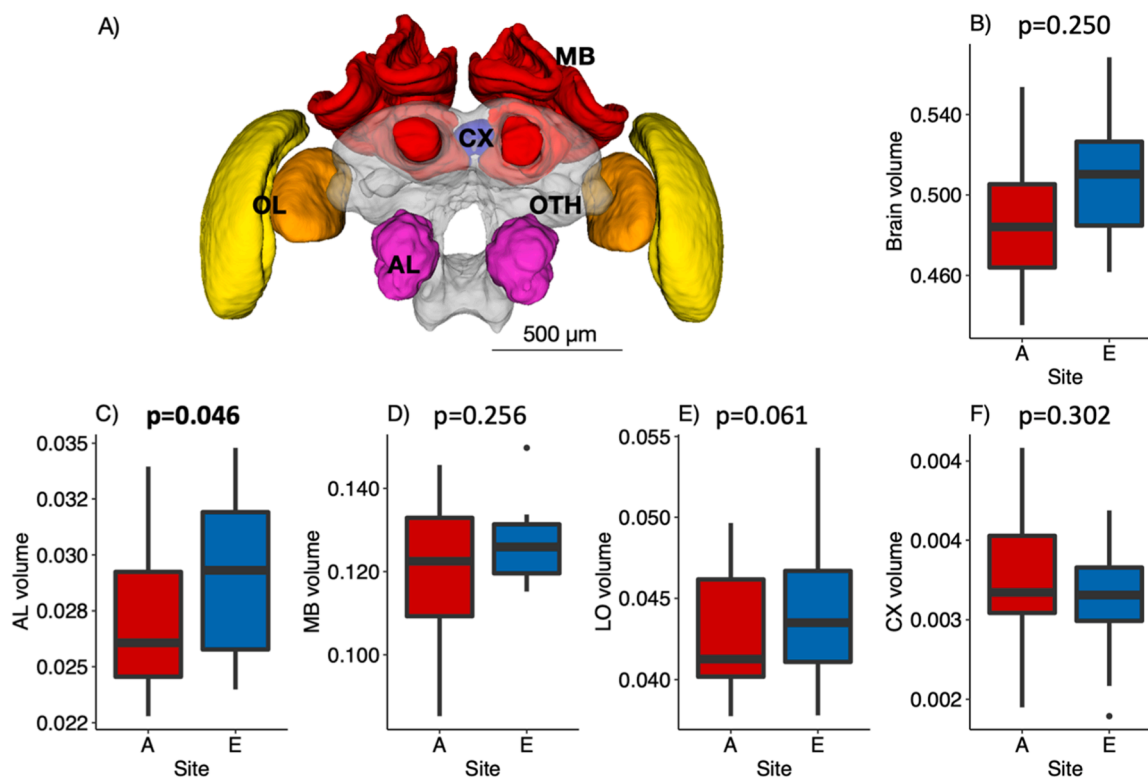 A)
MB
CX
OL
OTH
AL
500 µm
B) p=0.250
Brain volume
0.540
0.500
0.460
A E
Site
C) p=0.046
AL volume
0.035
0.032
0.030
0.028
0.025
0.022
A E
Site
D) p=0.256
MB volume
0.140
0.120
0.100
A E
Site
E) p=0.061
LO volume
0.055
0.050
0.045
0.040
A E
Site
F) p=0.302
CX volume
0.004
0.004
0.003
0.002
A E
Site